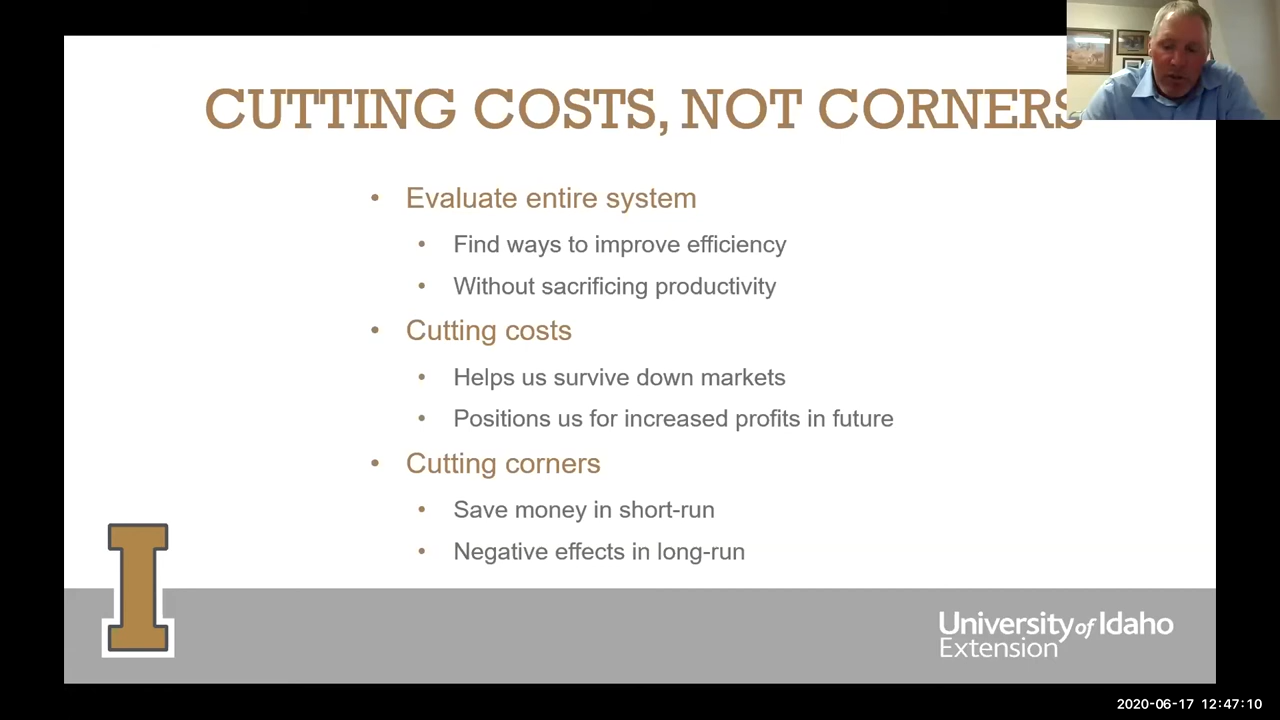 CUTTING COSTS, NOT CORNERS
• Evaluate entire system
• Find ways to improve efficiency
• Without sacrificing productivity
• Cutting costs
• Helps us survive down markets
• Positions us for increased profits in future
• Cutting corners
• Save money in short-run
• Negative effects in long-run
I
University of Idaho
Extension
2020-06-17 12:47:10